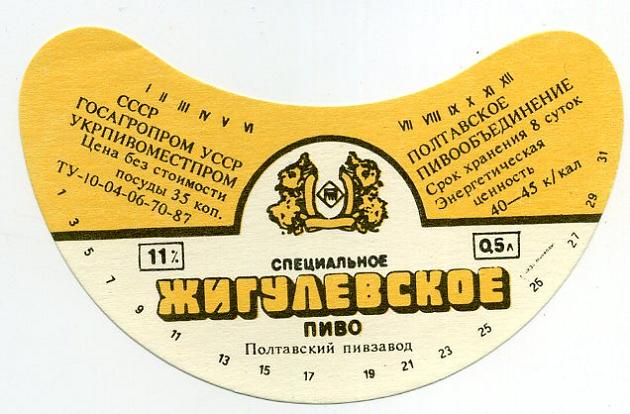 I II III IV V VI
VII VIII IX X XI XII
СССР
ГОСАГРОПРОМ УССР
УКРПИВОМЕСТПРОМ
Цена без стоимости
посуды 35 коп.
ТУ-10-04-06-70-87
ПОЛТАВСКОЕ
ПИВООБЪЕДИНЕНИЕ
Срок хранения 8 суток
Энергетическая
ценность
40—45 к/кал
11%
0,5л
СПЕЦИАЛЬНОЕ
ЖИГУЛЕВСКОЕ
ПИВО
Полтавский пивзавод
1 3 5 7 9 11 13 15 17 19 21 23 25 26 27 29 31